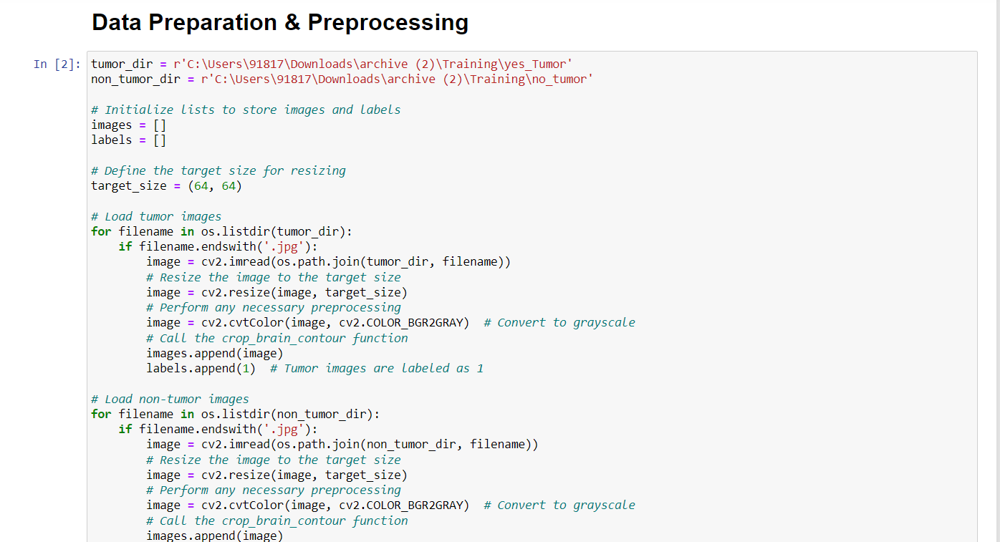 Data Preparation & Preprocessing
In [2]:
tumor_dir = r'C:\Users\91817\Downloads\archive (2)\Training\yes_Tumor'
non_tumor_dir = r'C:\Users\91817\Downloads\archive (2)\Training\no_tumor'
# Initialize lists to store images and labels
images = []
labels = []
# Define the target size for resizing
target_size = (64, 64)
# Load tumor images
for filename in os.listdir(tumor_dir):
    if filename.endswith('.jpg'):
        image = cv2.imread(os.path.join(tumor_dir, filename))
        # Resize the image to the target size
        image = cv2.resize(image, target_size)
        # Perform any necessary preprocessing
        image = cv2.cvtColor(image, cv2.COLOR_BGR2GRAY)  # Convert to grayscale
        # Call the crop_brain_contour function
        images.append(image)
        labels.append(1)  # Tumor images are labeled as 1
# Load non-tumor images
for filename in os.listdir(non_tumor_dir):
    if filename.endswith('.jpg'):
        image = cv2.imread(os.path.join(non_tumor_dir, filename))
        # Resize the image to the target size
        image = cv2.resize(image, target_size)
        # Perform any necessary preprocessing
        image = cv2.cvtColor(image, cv2.COLOR_BGR2GRAY)  # Convert to grayscale
        # Call the crop_brain_contour function
        images.append(image)